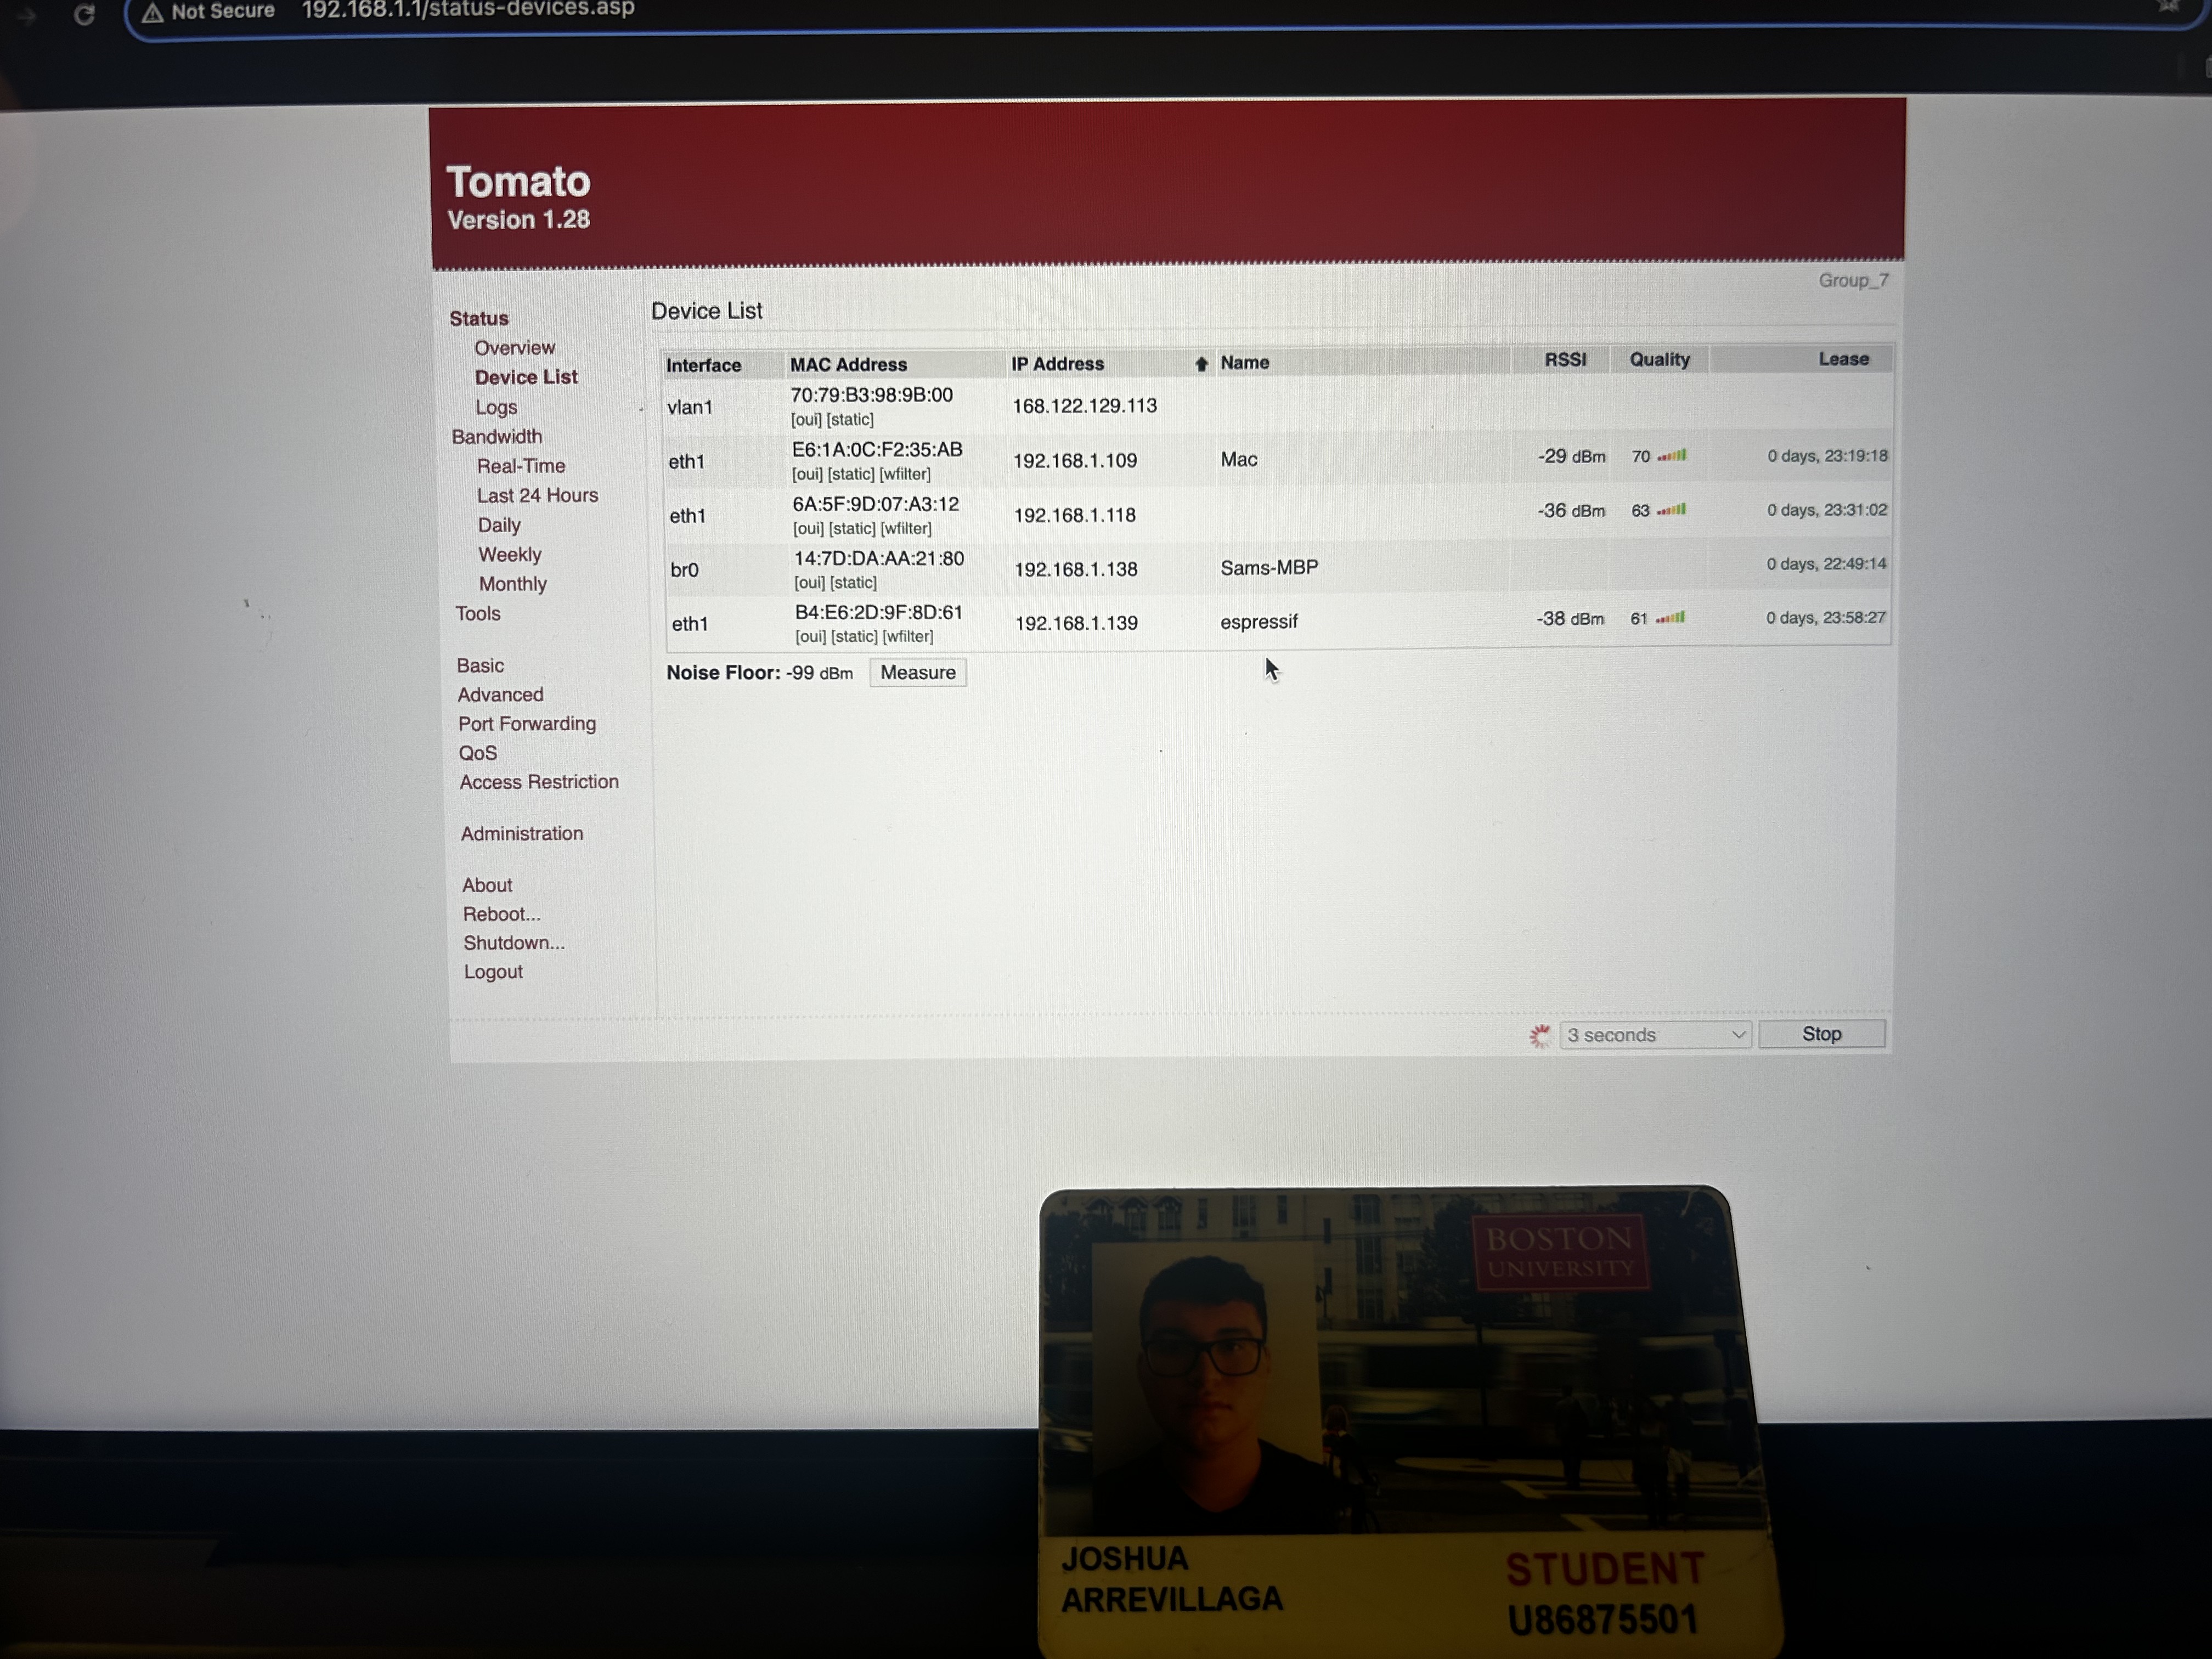 Not Secure 192.168.1.1/status-devices.asp
Tomato
Version 1.28
Group_7
Status
Overview
Device List
Logs
Bandwidth
Real-Time
Last 24 Hours
Daily
Weekly
Monthly
Tools
Basic
Advanced
Port Forwarding
QoS
Access Restriction
Administration
About
Reboot...
Shutdown...
Logout
Device List
Interface MAC Address IP Address Name RSSI Quality Lease
vlan1 70:79:B3:98:9B:00 168.122.129.113
[oui] [static]
eth1 E6:1A:0C:F2:35:AB 192.168.1.109 Mac -29 dBm 70 0 days, 23:19:18
[oui] [static] [wfilter]
eth1 6A:5F:9D:07:A3:12 192.168.1.118 -36 dBm 63 0 days, 23:31:02
[oui] [static] [wfilter]
br0 14:7D:DA:AA:21:80 192.168.1.138 Sams-MBP 0 days, 22:49:14
[oui] [static]
eth1 B4:E6:2D:9F:8D:61 192.168.1.139 espressif -38 dBm 61 0 days, 23:58:27
[oui] [static] [wfilter]
Noise Floor: -99 dBm Measure
3 seconds Stop
BOSTON
UNIVERSITY
JOSHUA
ARREVILLAGA
STUDENT
U86875501